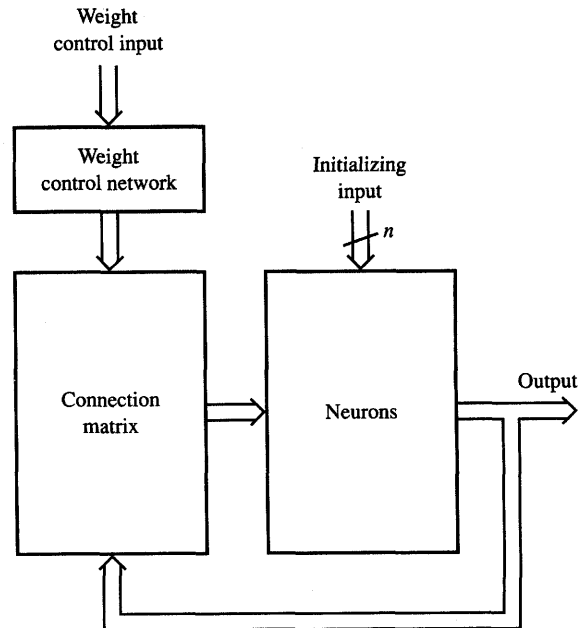 Weight
control input
Weight
control network
Initializing
input
n
Connection
matrix
Neurons
Output